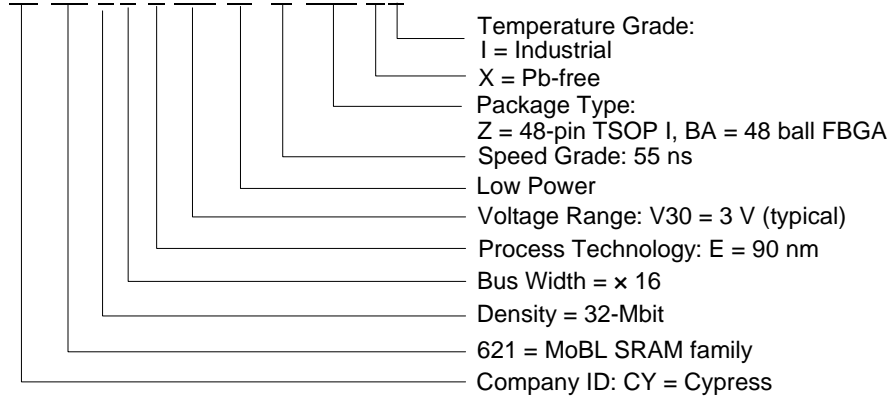 Temperature Grade:
I = Industrial
X = Pb-free
Package Type:
Z = 48-pin TSOP I, BA = 48 ball FBGA
Speed Grade: 55 ns
Low Power
Voltage Range: V30 = 3 V (typical)
Process Technology: E = 90 nm
Bus Width = × 16
Density = 32-Mbit
621 = MoBL SRAM family
Company ID: CY = Cypress